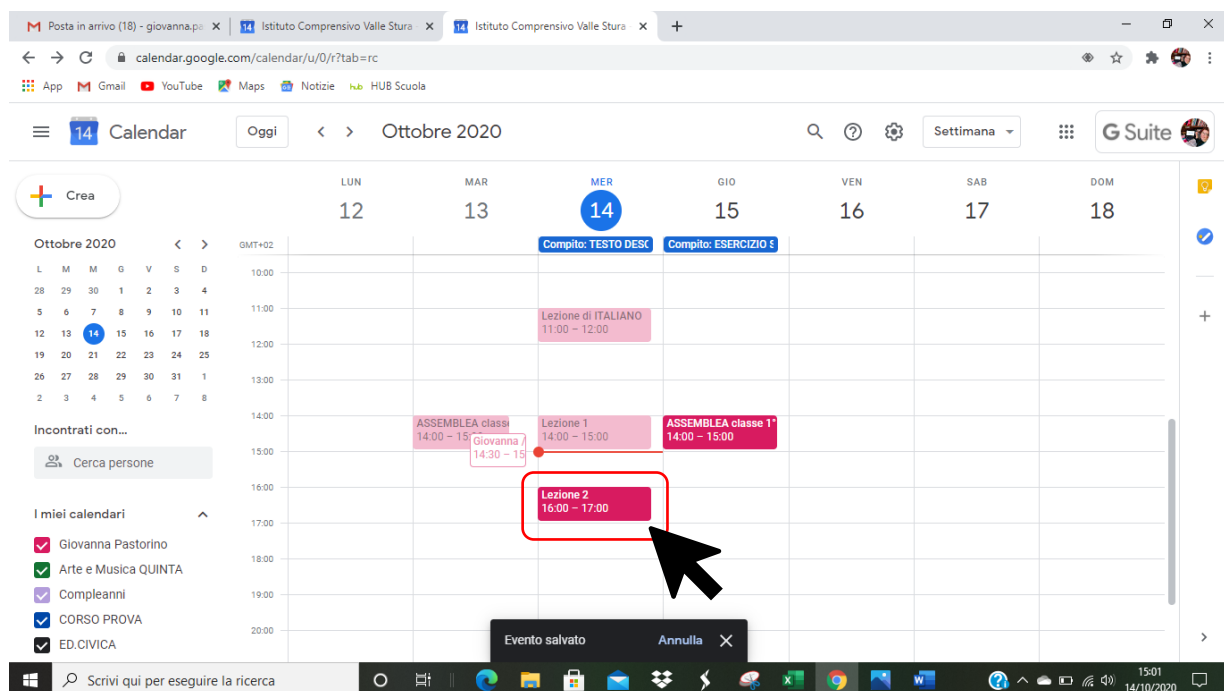 Posta in arrivo (18) - giovanna.pa
Istituto Comprensivo Valle Stura
Istituto Comprensivo Valle Stura
calendar.google.com/calendar/u/0/r?tab=rc
App Gmail YouTube Maps Notizie hub HUB Scuola
14 Calendar Oggi Ottobre 2020 Settimana G Suite
Crea
LUN MAR MER GIO VEN SAB DOM
12 13 14 15 16 17 18
Ottobre 2020
GMT+02
Compito: TESTO DESC
Compito: ESERCIZIO S
L M M G V S D
28 29 30 1 2 3 4
5 6 7 8 9 10 11
12 13 14 15 16 17 18
19 20 21 22 23 24 25
26 27 28 29 30 31 1
2 3 4 5 6 7 8
10:00
11:00
12:00
13:00
14:00
15:00
16:00
17:00
18:00
19:00
20:00
Lezione di ITALIANO
11:00 – 12:00
ASSEMBLEA class
14:00 – 15:
Giovanna /
14:30 – 15
Lezione 1
14:00 – 15:00
ASSEMBLEA classe 1°
14:00 – 15:00
Lezione 2
16:00 – 17:00
Incontrati con...
Cerca persone
I miei calendari
Giovanna Pastorino
Arte e Musica QUINTA
Compleanni
CORSO PROVA
ED.CIVICA
Evento salvato Annulla
Scrivi qui per eseguire la ricerca
15:01
14/10/2020